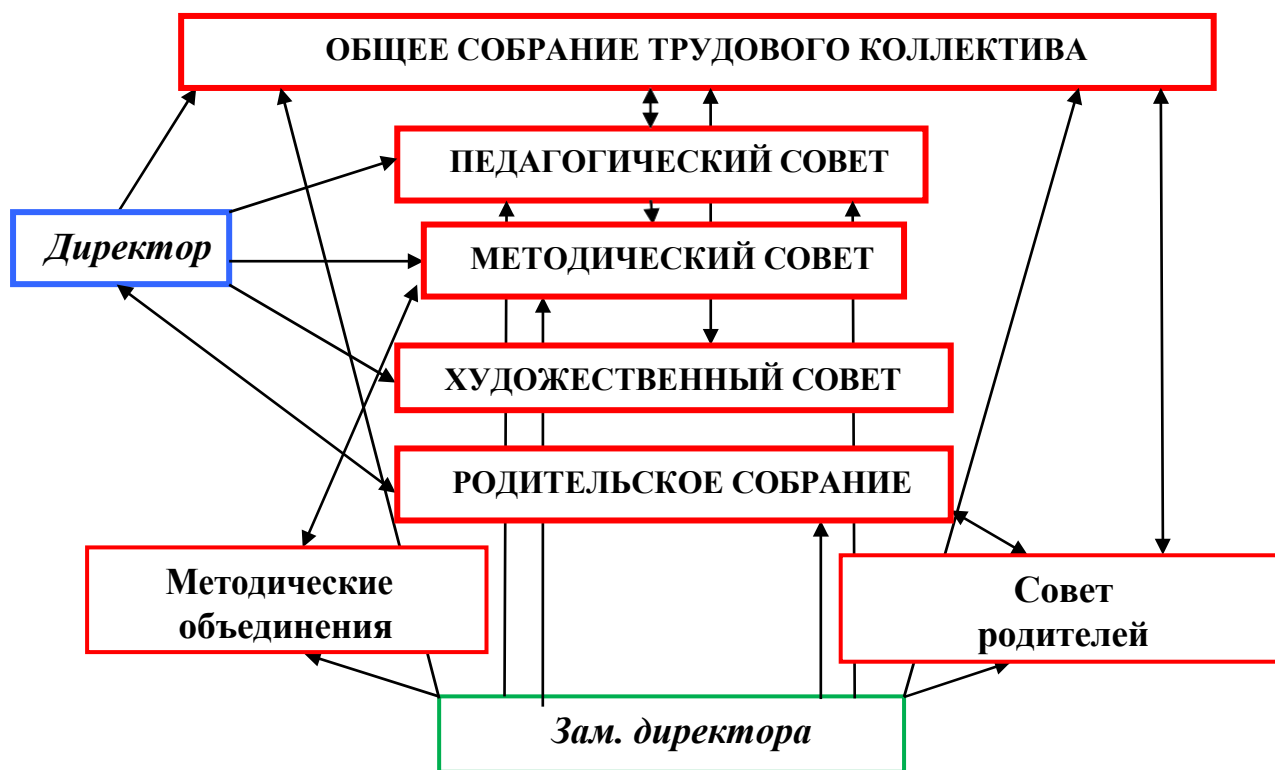 ОБЩЕЕ СОБРАНИЕ ТРУДОВОГО КОЛЛЕКТИВА
ПЕДАГОГИЧЕСКИЙ СОВЕТ
Директор
МЕТОДИЧЕСКИЙ СОВЕТ
ХУДОЖЕСТВЕННЫЙ СОВЕТ
РОДИТЕЛЬСКОЕ СОБРАНИЕ
Методические
объединения
Совет
родителей
Зам. директора